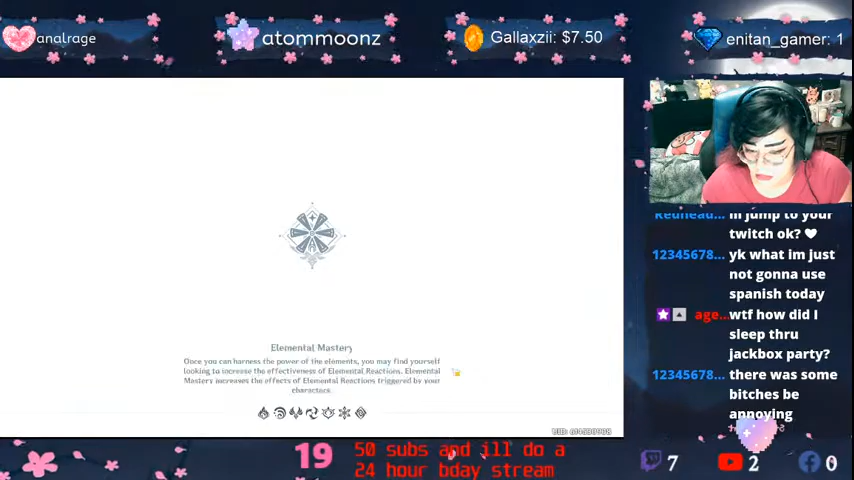 analrage
atommoonz
Gallaxzii: $7.50
enitan_gamer: 1
Redhead... m jump to your
twitch ok? ♥
12345678... yk what im just
not gonna use
spanish today
age... wtf how did I
sleep thru
jackbox party?
12345678... there was some
bitches be
annoying
Elemental Mastery
Once you can harness the power of the elements, you may find yourself
looking to increase the effectiveness of Elemental Reactions. Elemental
Mastery increases the effects of Elemental Reactions triggered by your
characters.
19
50 subs and ill do a
24 hour bday stream
7
2
0